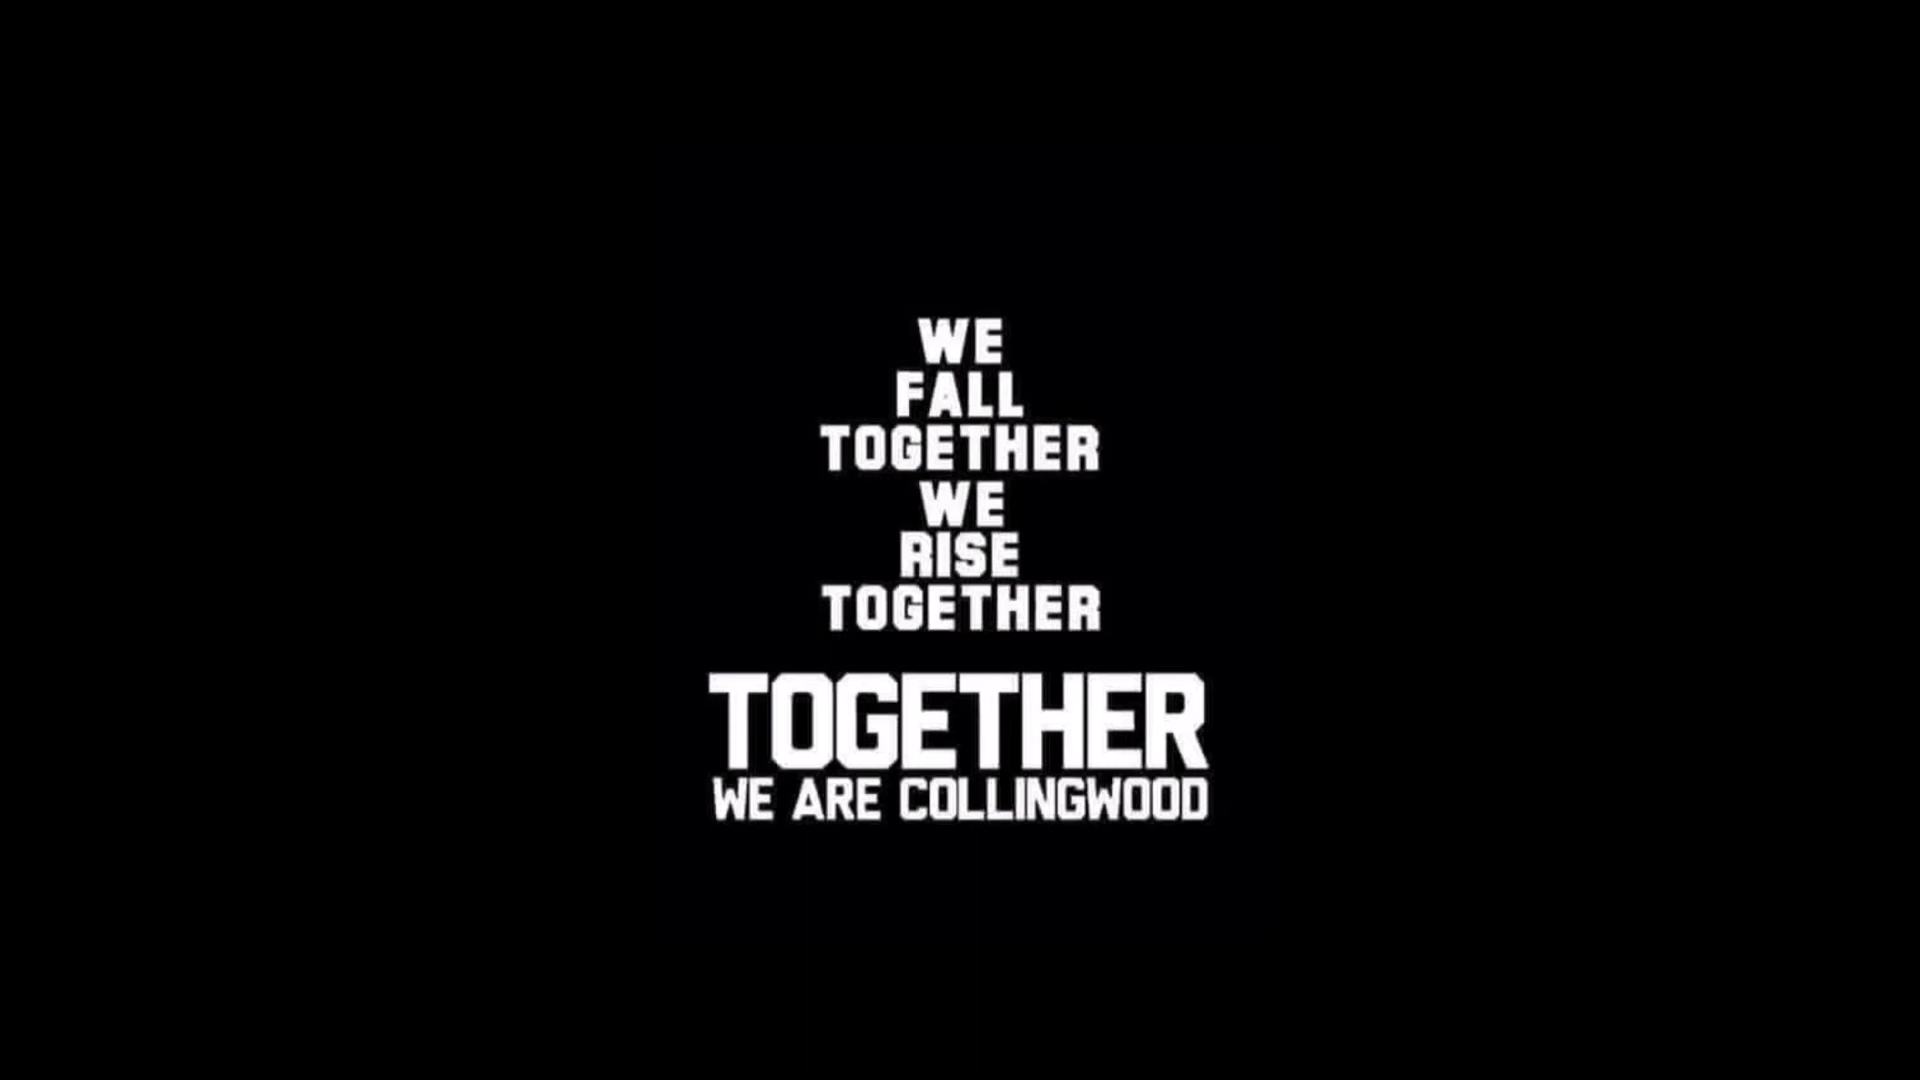 WE
FALL
TOGETHER
WE
RISE
TOGETHER
TOGETHER
WE ARE COLLINGWOOD